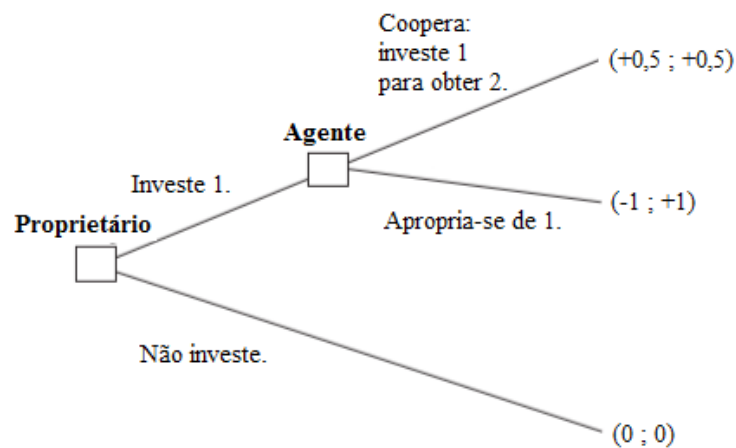 Coopera:
investe 1
para obter 2.
(+0,5 ; +0,5)
Agente
Investe 1.
(-1 ; +1)
Apropria-se de 1.
Proprietário
Não investe.
(0 ; 0)